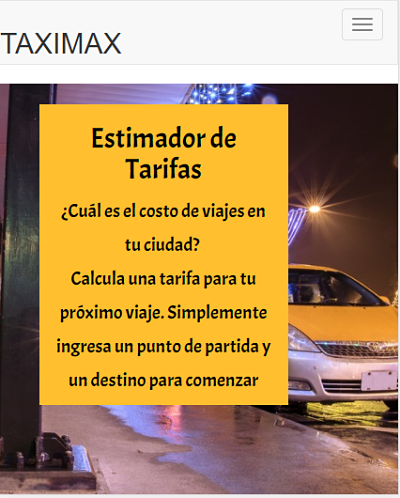 TAXIMAX
Estimador de
Tarifas
¿Cuál es el costo de viajes en
tu ciudad?
Calcula una tarifa para tu
próximo viaje. Simplemente
ingresa un punto de partida y
un destino para comenzar